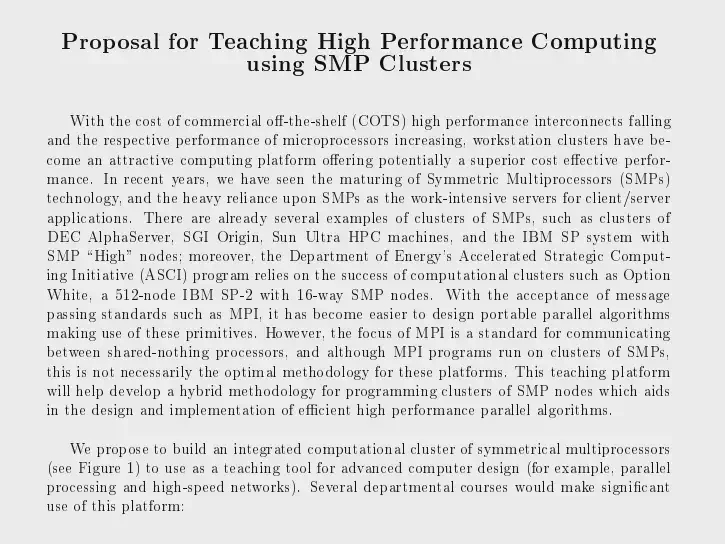 Proposal for Teaching High Performance Computing
using SMP Clusters
With the cost of commercial off-the-shelf (COTS) high performance interconnects falling
and the respective performance of microprocessors increasing, workstation clusters have be-
come an attractive computing platform offering potentially a superior cost effective perfor-
mance. In recent years, we have seen the maturing of Symmetric Multiprocessors (SMPs)
technology, and the heavy reliance upon SMPs as the work-intensive servers for client/server
applications. There are already several examples of clusters of SMPs, such as clusters of
DEC AlphaServer, SGI Origin, Sun Ultra HPC machines, and the IBM SP system with
SMP “High” nodes; moreover, the Department of Energy's Accelerated Strategic Comput-
ing Initiative (ASCI) program relies on the success of computational clusters such as Option
White, a 512-node IBM SP-2 with 16-way SMP nodes. With the acceptance of message
passing standards such as MPI, it has become easier to design portable parallel algorithms
making use of these primitives. However, the focus of MPI is a standard for communicating
between shared-nothing processors, and although MPI programs run on clusters of SMPs,
this is not necessarily the optimal methodology for these platforms. This teaching platform
will help develop a hybrid methodology for programming clusters of SMP nodes which aids
in the design and implementation of efficient high performance parallel algorithms.
We propose to build an integrated computational cluster of symmetrical multiprocessors
(see Figure 1) to use as a teaching tool for advanced computer design (for example, parallel
processing and high-speed networks). Several departmental courses would make significant
use of this platform: